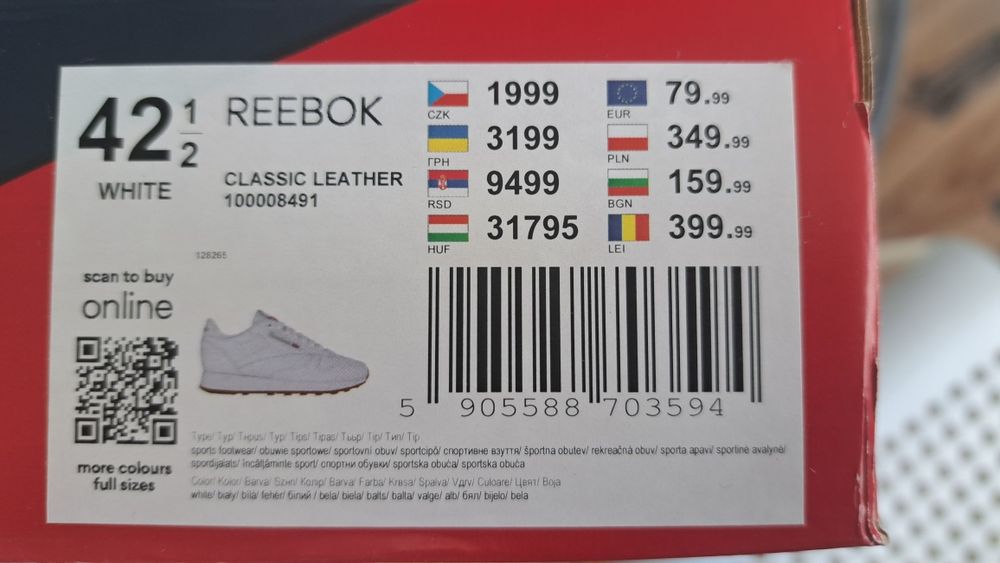 42 1/2
WHITE
REEBOK
CLASSIC LEATHER
100008491
1999
CZK
3199
ГРН
9499
RSD
31795
HUF
79.99
EUR
349.99
PLN
159.99
BGN
399.99
LEI
128265
scan to buy
online
more colours
full sizes
5 905588 703594
Type/ Typ/ Типus/ Typ/ Tips/ Tipas/ Тьър/ Tip/ Тип/ Tip
sports footwear/ obuwie sportowe/ sportovní obuv/ sportcipő/ спортивне взуття/ športna obutev/ rekreačná obuv/ sporta apavi/ sportinė avalynė/
spordijalats/ încălțăminte sport/ спортни обувки/ sportska obuća/ sportska obuća
Color/ Kolor/ Barva/ Szín/ Колір/ Barva/ Farba/ Krāsa/ Spalva/ Värv/ Culoare/ Цвят/ Boja
white/ biały/ bílá/ fehér/ білий / bela/ biela/ balts/ balta/ valge/ alb/ бял/ bijelo/ bela